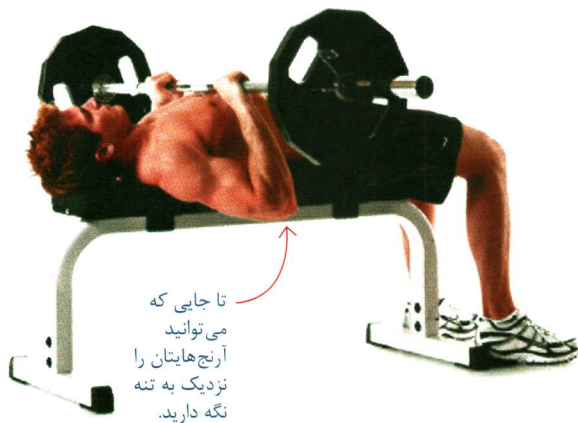 تا جایی که
می‌توانید
آرنج‌هایتان را
نزدیک به تنه
نگه دارید.